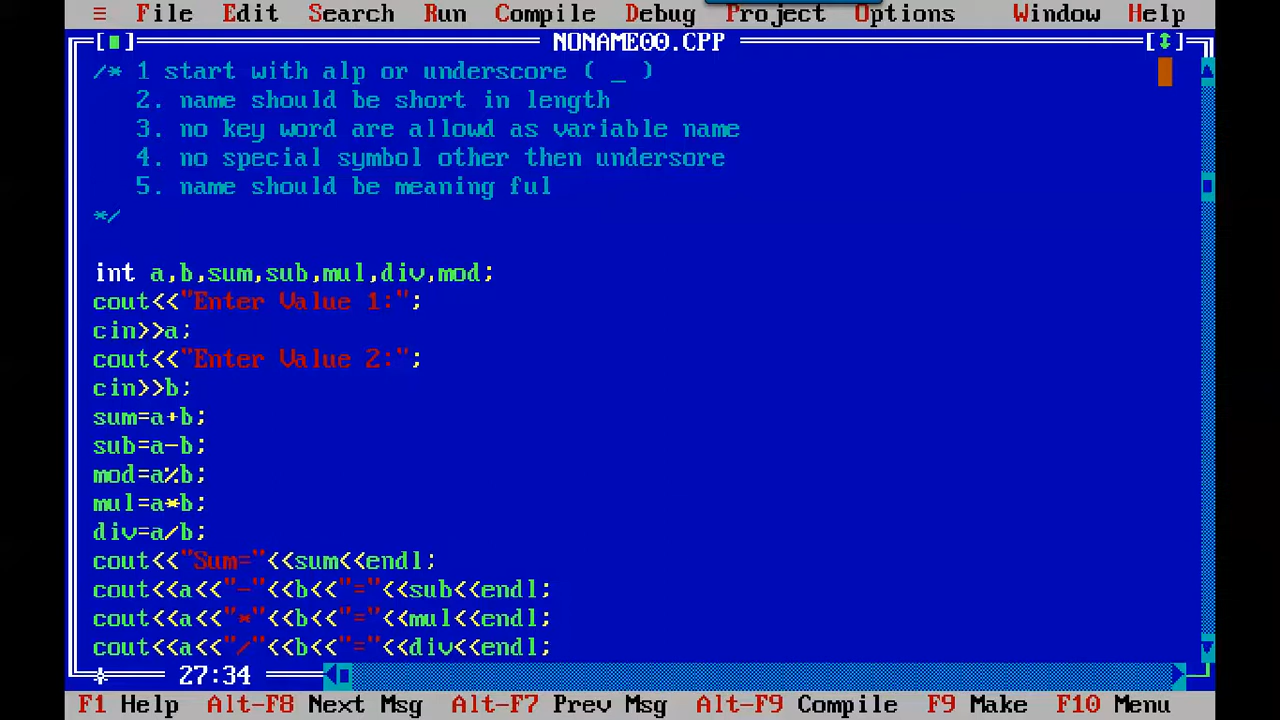 ≡ File Edit Search Run Compile Debug Project Options Window Help
[■] NONAME00.CPP [↕]
/* 1 start with alp or underscore ( _ )
2. name should be short in length
3. no key word are allowd as variable name
4. no special symbol other then undersore
5. name should be meaning ful
*/
int a,b,sum,sub,mul,div,mod;
cout<<"Enter Value 1:";
cin>>a;
cout<<"Enter Value 2:";
cin>>b;
sum=a+b;
sub=a-b;
mod=a%b;
mul=a*b;
div=a/b;
cout<<"Sum="<<sum<<endl;
cout<<a<<"-"<<b<<"="<<sub<<endl;
cout<<a<<"*"<<b<<"="<<mul<<endl;
cout<<a<<"/"<<b<<"="<<div<<endl;
27:34
F1 Help Alt-F8 Next Msg Alt-F7 Prev Msg Alt-F9 Compile F9 Make F10 Menu